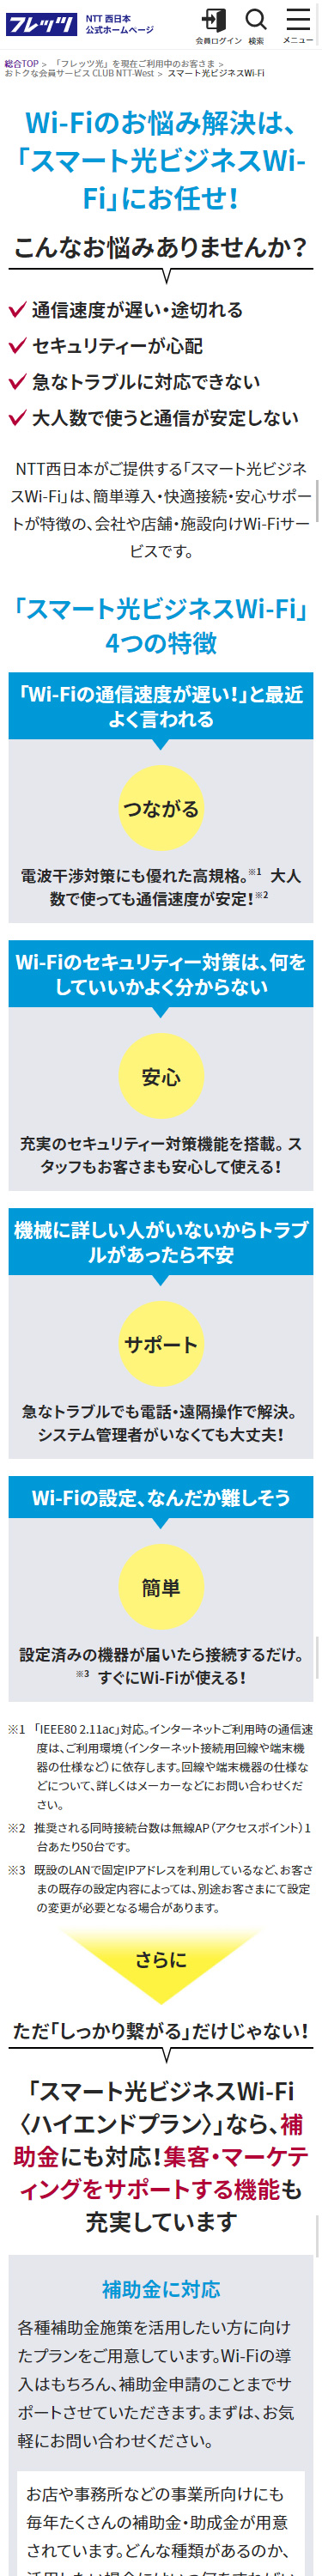 フレッツ
NTT 西日本
公式ホームページ
会員ログイン
検索
メニュー
総合TOP ＞ 「フレッツ光」を現在ご利用中のお客さま ＞
おトクな会員サービス CLUB NTT-West ＞ スマート光ビジネスWi-Fi
Wi-Fiのお悩み解決は、
「スマート光ビジネスWi-
Fi」にお任せ！
こんなお悩みありませんか？
通信速度が遅い・途切れる
セキュリティーが心配
急なトラブルに対応できない
大人数で使うと通信が安定しない
NTT西日本がご提供する「スマート光ビジネ
スWi-Fi」は、簡単導入・快適接続・安心サポー
トが特徴の、会社や店舗・施設向けWi-Fiサー
ビスです。
「スマート光ビジネスWi-Fi」
4つの特徴
「Wi-Fiの通信速度が遅い！」と最近
よく言われる
つながる
電波干渉対策にも優れた高規格。※1 大人
数で使っても通信速度が安定！※2
Wi-Fiのセキュリティー対策は、何を
していいかよく分からない
安心
充実のセキュリティー対策機能を搭載。 ス
タッフもお客さまも安心して使える！
機械に詳しい人がいないからトラブ
ルがあったら不安
サポート
急なトラブルでも電話・遠隔操作で解決。
システム管理者がいなくても大丈夫！
Wi-Fiの設定、なんだか難しそう
簡単
設定済みの機器が届いたら接続するだけ。
※3 すぐにWi-Fiが使える！
※1 「IEEE80 2.11ac」対応。インターネットご利用時の通信速
度は、ご利用環境（インターネット接続用回線や端末機
器の仕様など）に依存します。回線や端末機器の仕様な
どについて、詳しくはメーカーなどにお問い合わせくだ
さい。
※2 推奨される同時接続台数は無線AP（アクセスポイント）1
台あたり50台です。
※3 既設のLANで固定IPアドレスを利用しているなど、お客さ
まの既存の設定内容によっては、別途お客さまにて設定
の変更が必要となる場合があります。
さらに
ただ「しっかり繋がる」だけじゃない！
「スマート光ビジネスWi-Fi
〈ハイエンドプラン〉」なら、補
助金にも対応！集客・マーケテ
ィングをサポートする機能も
充実しています
補助金に対応
各種補助金施策を活用したい方に向け
たプランをご用意しています。Wi-Fiの導
入はもちろん、補助金申請のことまでサ
ポートさせていただきます。まずは、お気
軽にお問い合わせください。
お店や事務所などの事業所向けにも
毎年たくさんの補助金・助成金が用意
されています。どんな種類があるのか、